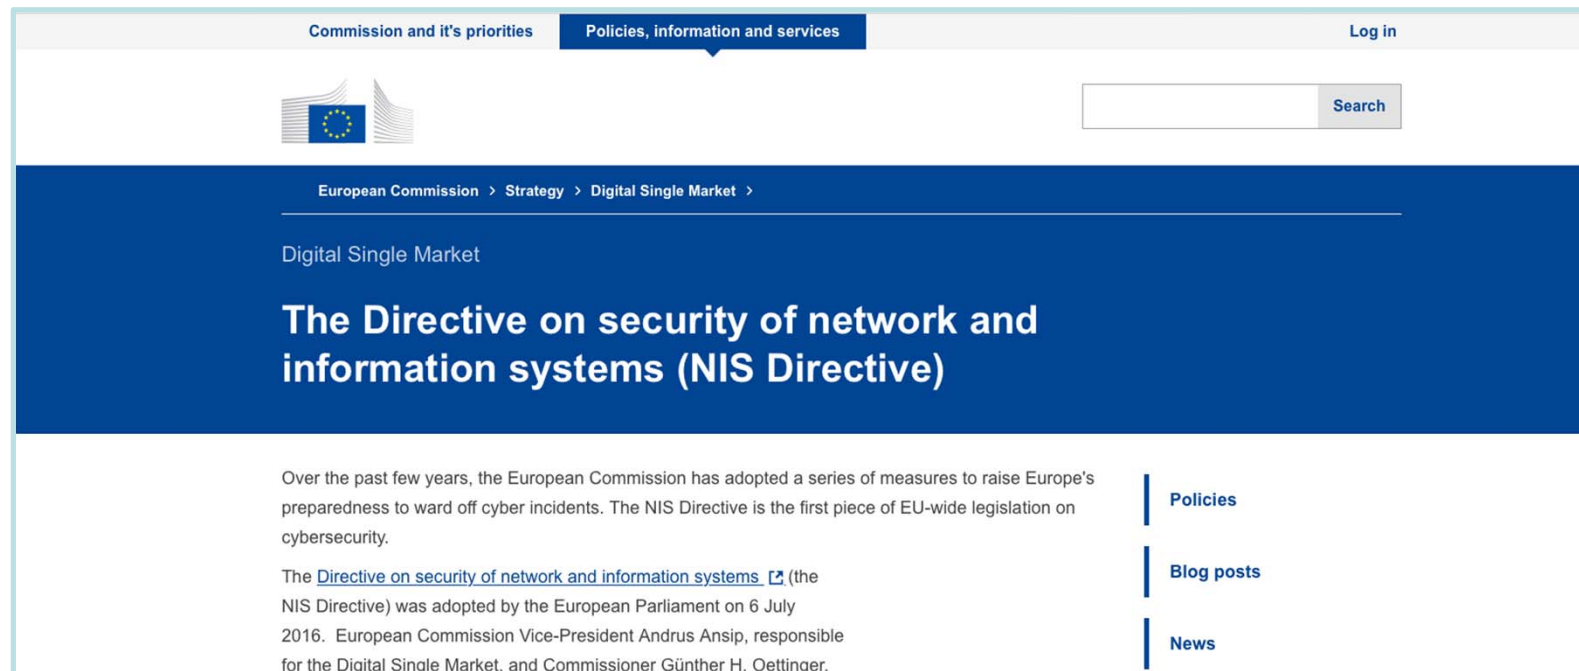 Commission and it's priorities
Policies, information and services
Log in
Search
European Commission > Strategy > Digital Single Market >
Digital Single Market
The Directive on security of network and
information systems (NIS Directive)
Over the past few years, the European Commission has adopted a series of measures to raise Europe's
preparedness to ward off cyber incidents. The NIS Directive is the first piece of EU-wide legislation on
cybersecurity.
The Directive on security of network and information systems (the
NIS Directive) was adopted by the European Parliament on 6 July
2016. European Commission Vice-President Andrus Ansip, responsible
for the Digital Single Market, and Commissioner Günther H. Oettinger,
Policies
Blog posts
News